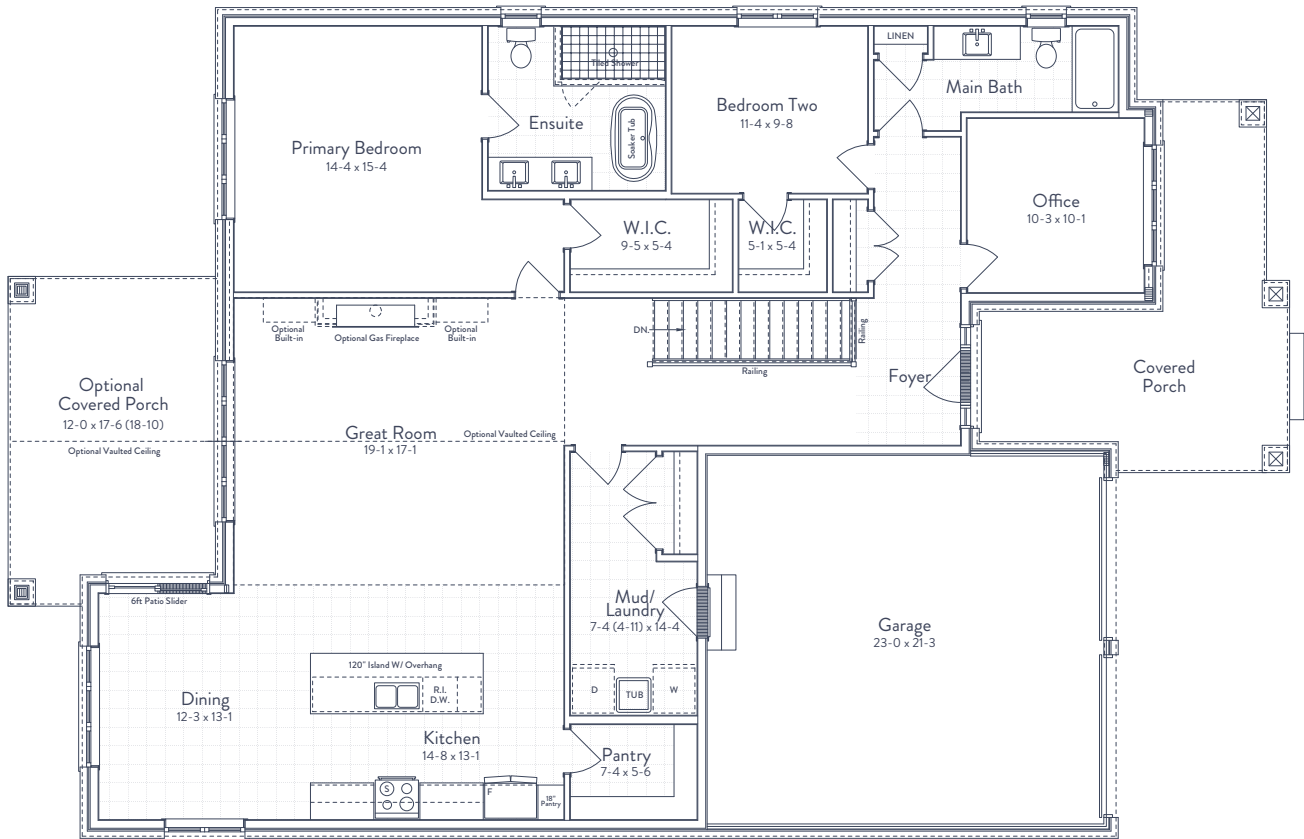 LINEN
Tiled Shower
Main Bath
Bedroom Two
11-4 x 9-8
Ensuite
Soaker Tub
Primary Bedroom
14-4 x 15-4
Office
10-3 x 10-1
W.I.C.
9-5 x 5-4
W.I.C.
5-1 x 5-4
Optional
Built-in
Optional Gas Fireplace
Optional
Built-in
DN.
Railing
Railing
Foyer
Covered
Porch
Optional
Covered Porch
12-0 x 17-6 (18-10)
Optional Vaulted Ceiling
Great Room
19-1 x 17-1
Optional Vaulted Ceiling
6ft Patio Slider
Mud/
Laundry
7-4 (4-11) x 14-4
Garage
23-0 x 21-3
120" Island W/ Overhang
R.I.
D.W.
D
TUB
W
Dining
12-3 x 13-1
Kitchen
14-8 x 13-1
Pantry
7-4 x 5-6
S
F
18"
Pantry